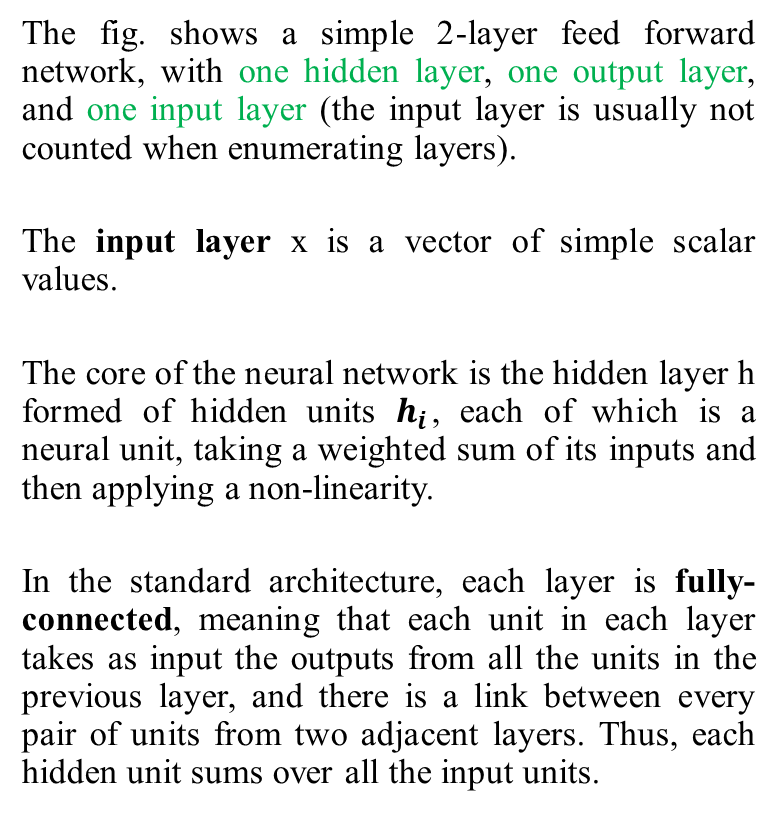 The fig. shows a simple 2-layer feed forward
network, with one hidden layer, one output layer,
and one input layer (the input layer is usually not
counted when enumerating layers).
The input layer x is a vector of simple scalar
values.
The core of the neural network is the hidden layer h
formed of hidden units hᵢ, each of which is a
neural unit, taking a weighted sum of its inputs and
then applying a non-linearity.
In the standard architecture, each layer is fully-
connected, meaning that each unit in each layer
takes as input the outputs from all the units in the
previous layer, and there is a link between every
pair of units from two adjacent layers. Thus, each
hidden unit sums over all the input units.